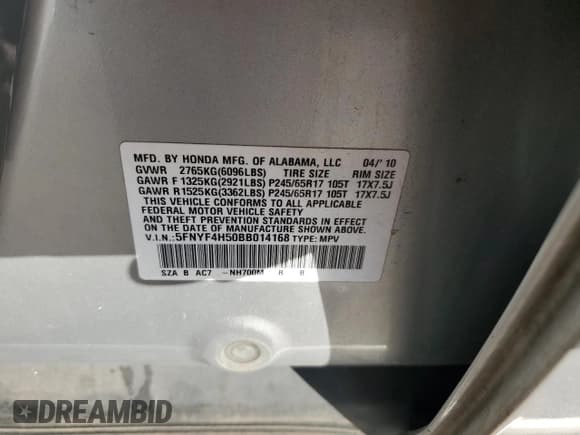 MFD. BY HONDA MFG. OF ALABAMA, LLC 04/'10
GVWR 2765KG(6096LBS) TIRE SIZE RIM SIZE
GAWR F 1325KG(2921LBS) P245/65R17 105T 17X7.5J
GAWR R 1525KG(3362LBS) P245/65R17 105T 17X7.5J
THIS VEHICLE CONFORMS TO ALL APPLICABLE
FEDERAL MOTOR VEHICLE SAFETY
AND THEFT PREVENTION STANDARDS IN EFFECT
ON THE DATE OF MANUFACTURE SHOWN ABOVE.
V.I.N.: 5FNYF4H50BB014168 TYPE: MPV
SZA B AC7 -NH700M B B
DREAMBID